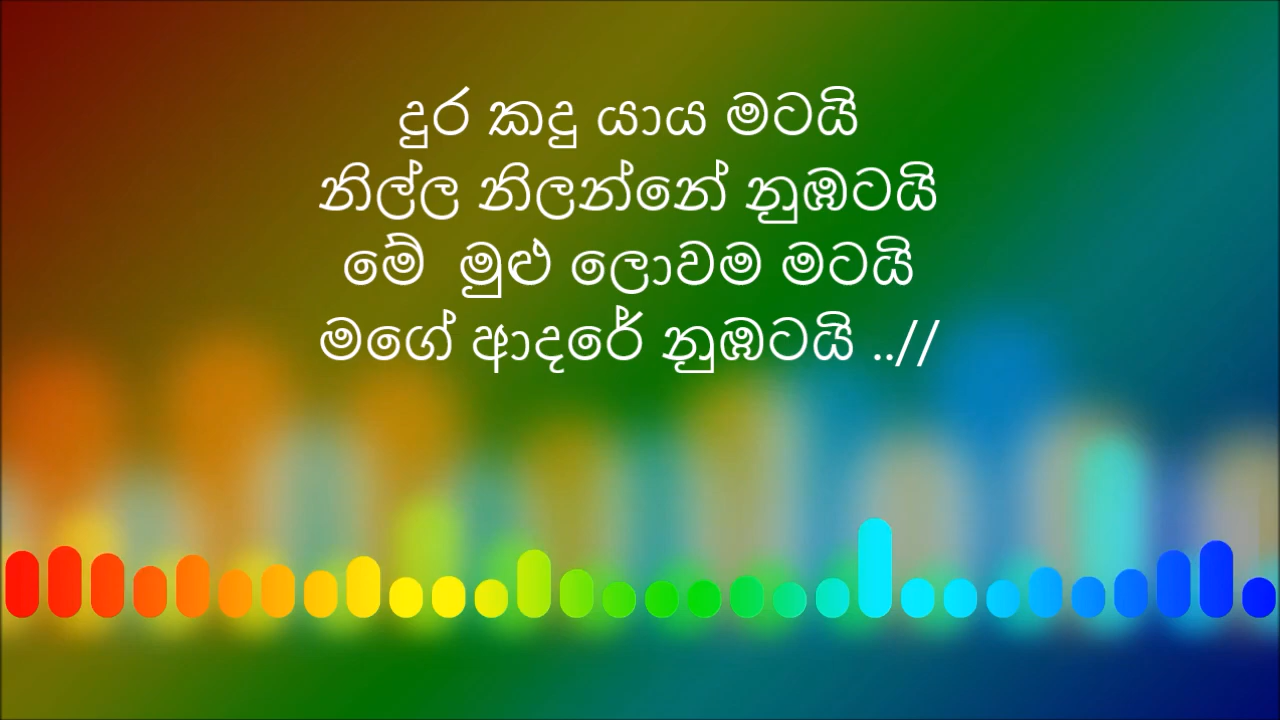 දුර කදු යාය මටයි
නිල්ල නිලන්නේ නුඹටයි
මේ  මුළු ලොවම මටයි
මගේ ආදරේ නුඹටයි ..//